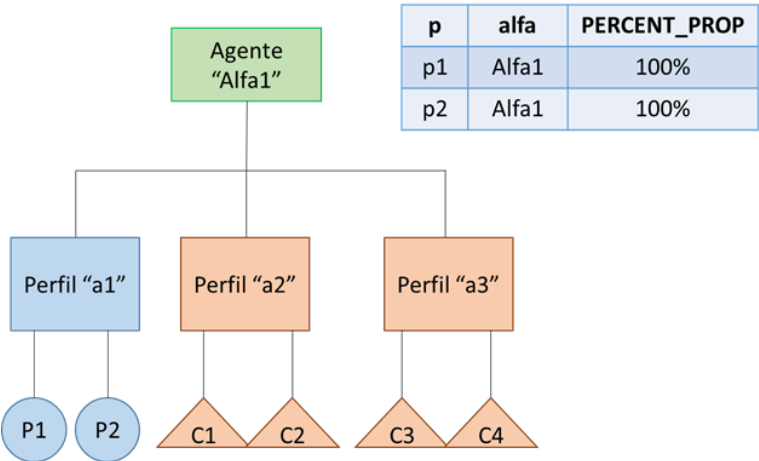 Agente
“Alfa1”
p alfa PERCENT_PROP
p1 Alfa1 100%
p2 Alfa1 100%
Perfil “a1” Perfil “a2” Perfil “a3”
P1 P2 C1 C2 C3 C4